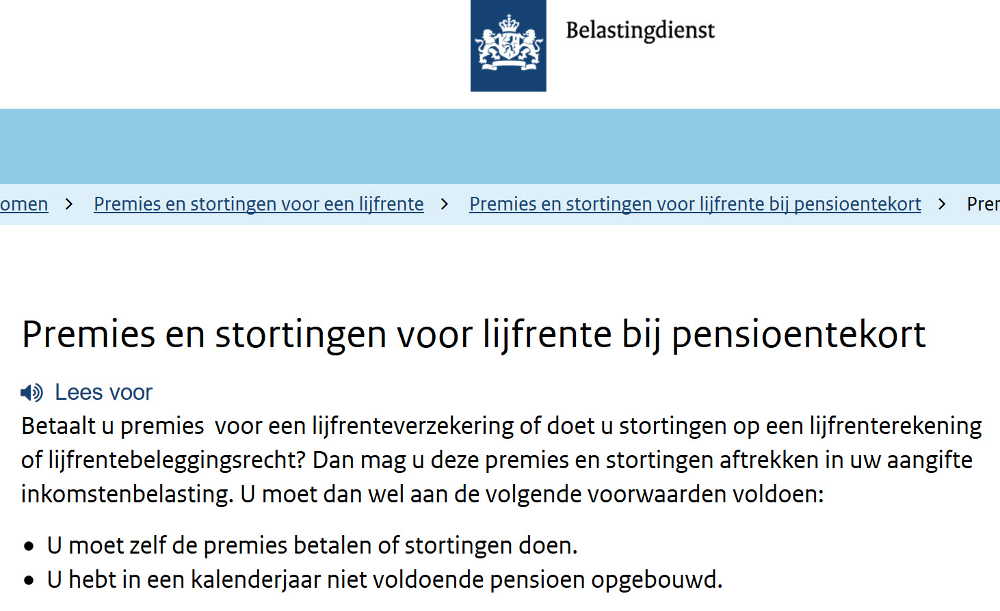 Belastingdienst
omen > Premies en stortingen voor een lijfrente > Premies en stortingen voor lijfrente bij pensioentekort >
Premies en stortingen voor lijfrente bij pensioentekort
Lees voor
Betaalt u premies  voor een lijfrenteverzekering of doet u stortingen op een lijfrenterekening
of lijfrentebeleggingsrecht? Dan mag u deze premies en stortingen aftrekken in uw aangifte
inkomstenbelasting. U moet dan wel aan de volgende voorwaarden voldoen:
• U moet zelf de premies betalen of stortingen doen.
• U hebt in een kalenderjaar niet voldoende pensioen opgebouwd.